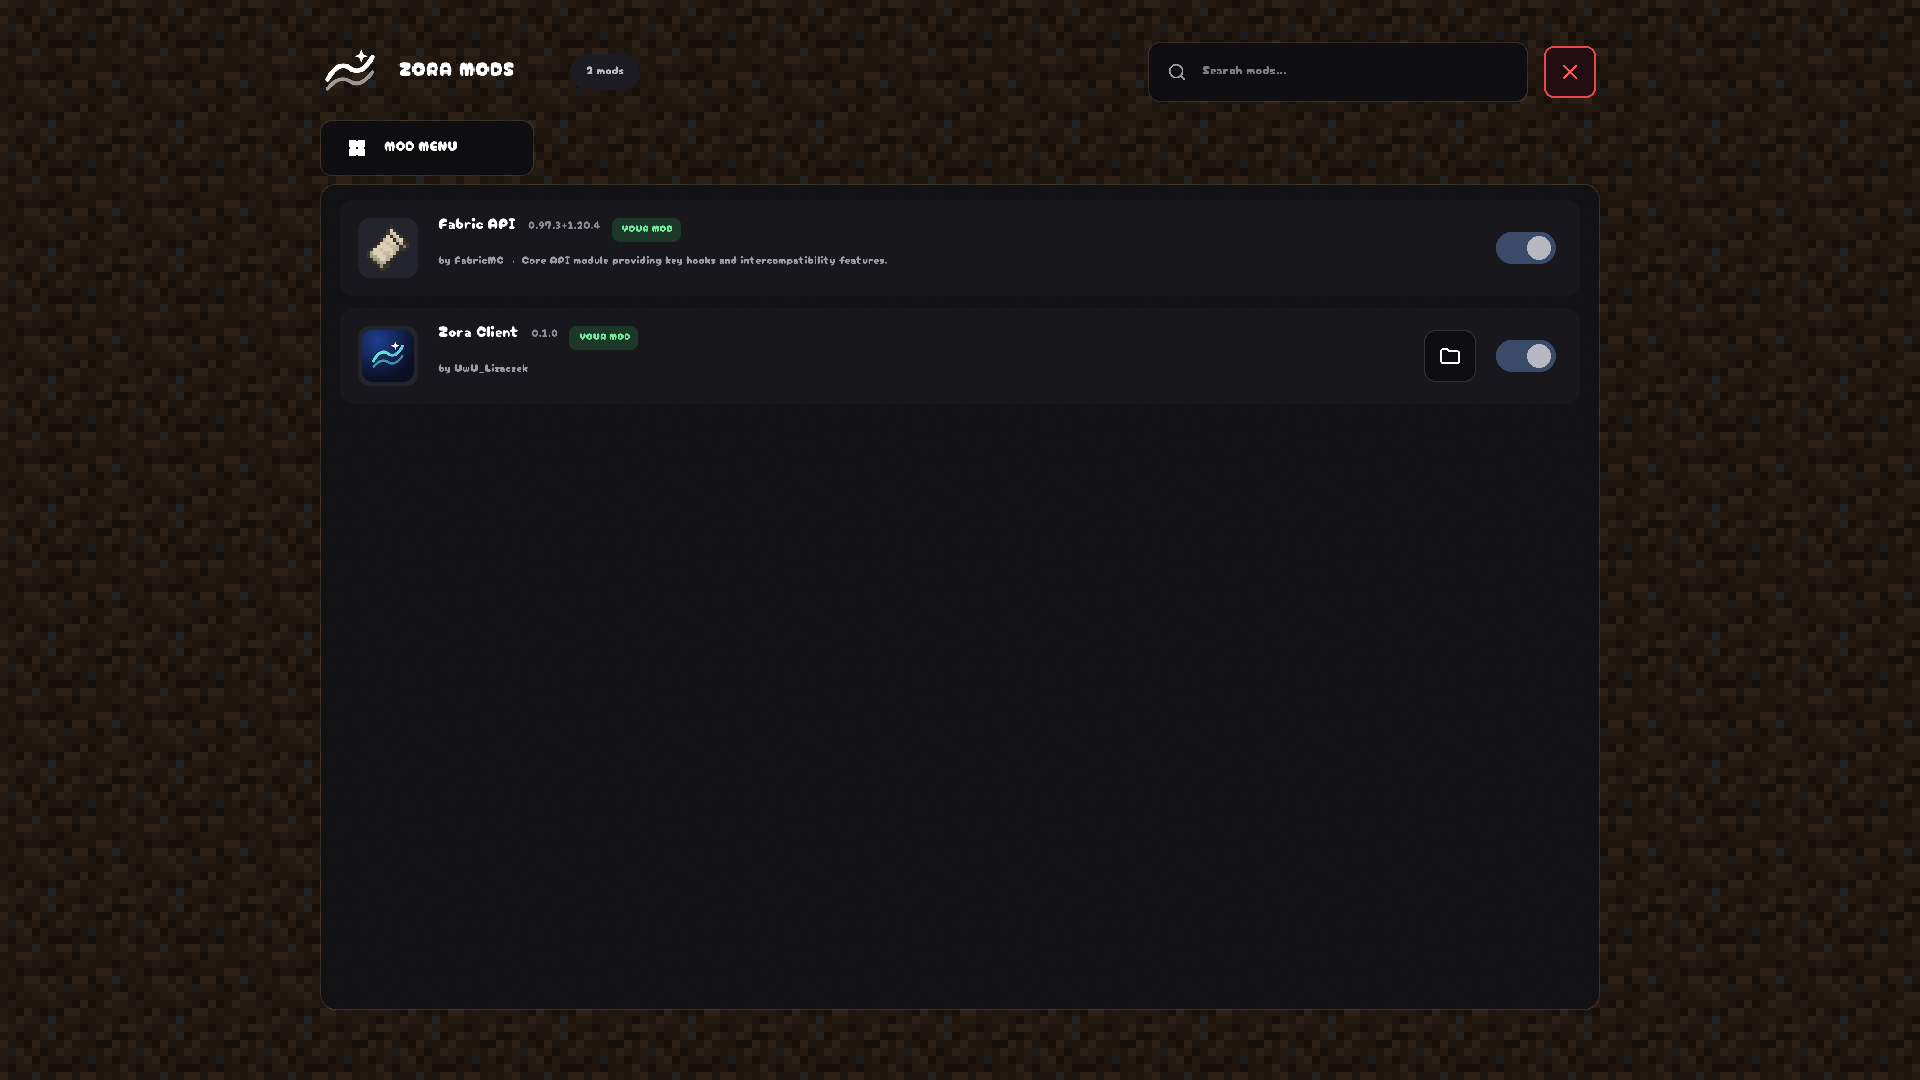 ZORA MODS
2 mods
Search mods...
MOD MENU
Fabric API 0.97.3+1.20.4 YOUR MOD
by FabricMC · Core API module providing key hooks and intercompatibility features.
Zora Client 0.1.0 YOUR MOD
by UwU_Lizaczek